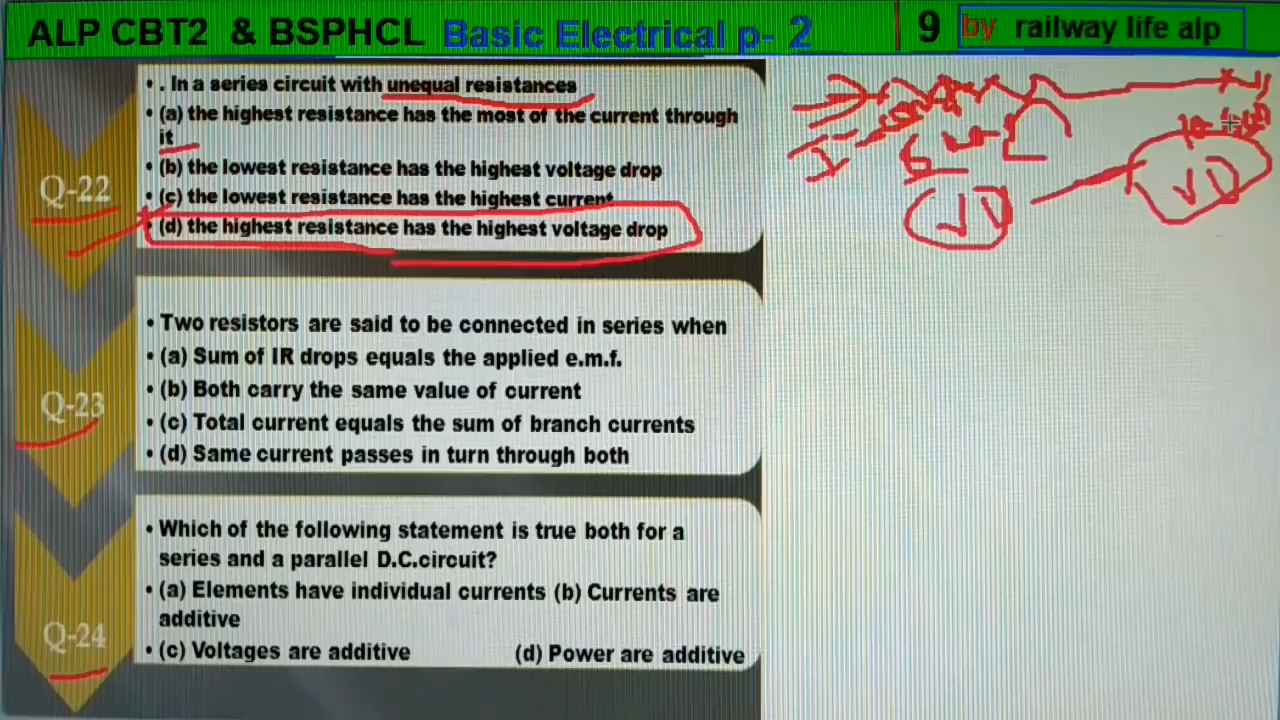 ALP CBT2 & BSPHCL Basic Electrical p- 2 9 by railway life alp
Q-22
• . In a series circuit with unequal resistances
• (a) the highest resistance has the most of the current through
it
• (b) the lowest resistance has the highest voltage drop
• (c) the lowest resistance has the highest current
• (d) the highest resistance has the highest voltage drop
I
VD
VD
Q-23
• Two resistors are said to be connected in series when
• (a) Sum of IR drops equals the applied e.m.f.
• (b) Both carry the same value of current
• (c) Total current equals the sum of branch currents
• (d) Same current passes in turn through both
Q-24
• Which of the following statement is true both for a
series and a parallel D.C.circuit?
• (a) Elements have individual currents (b) Currents are
additive
• (c) Voltages are additive (d) Power are additive